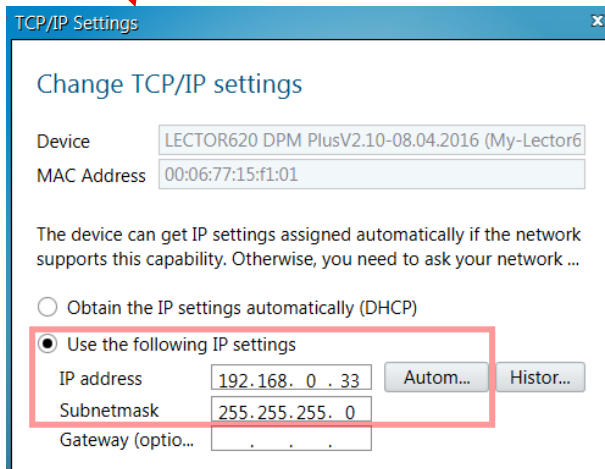 TCP/IP Settings
x
Change TCP/IP settings
Device LECTOR620 DPM PlusV2.10-08.04.2016 (My-Lector6
MAC Address 00:06:77:15:f1:01
The device can get IP settings assigned automatically if the network
supports this capability. Otherwise, you need to ask your network ...
Obtain the IP settings automatically (DHCP)
Use the following IP settings
IP address 192.168. 0 . 33 Autom... Histor...
Subnetmask 255.255.255. 0
Gateway (optio... . . .